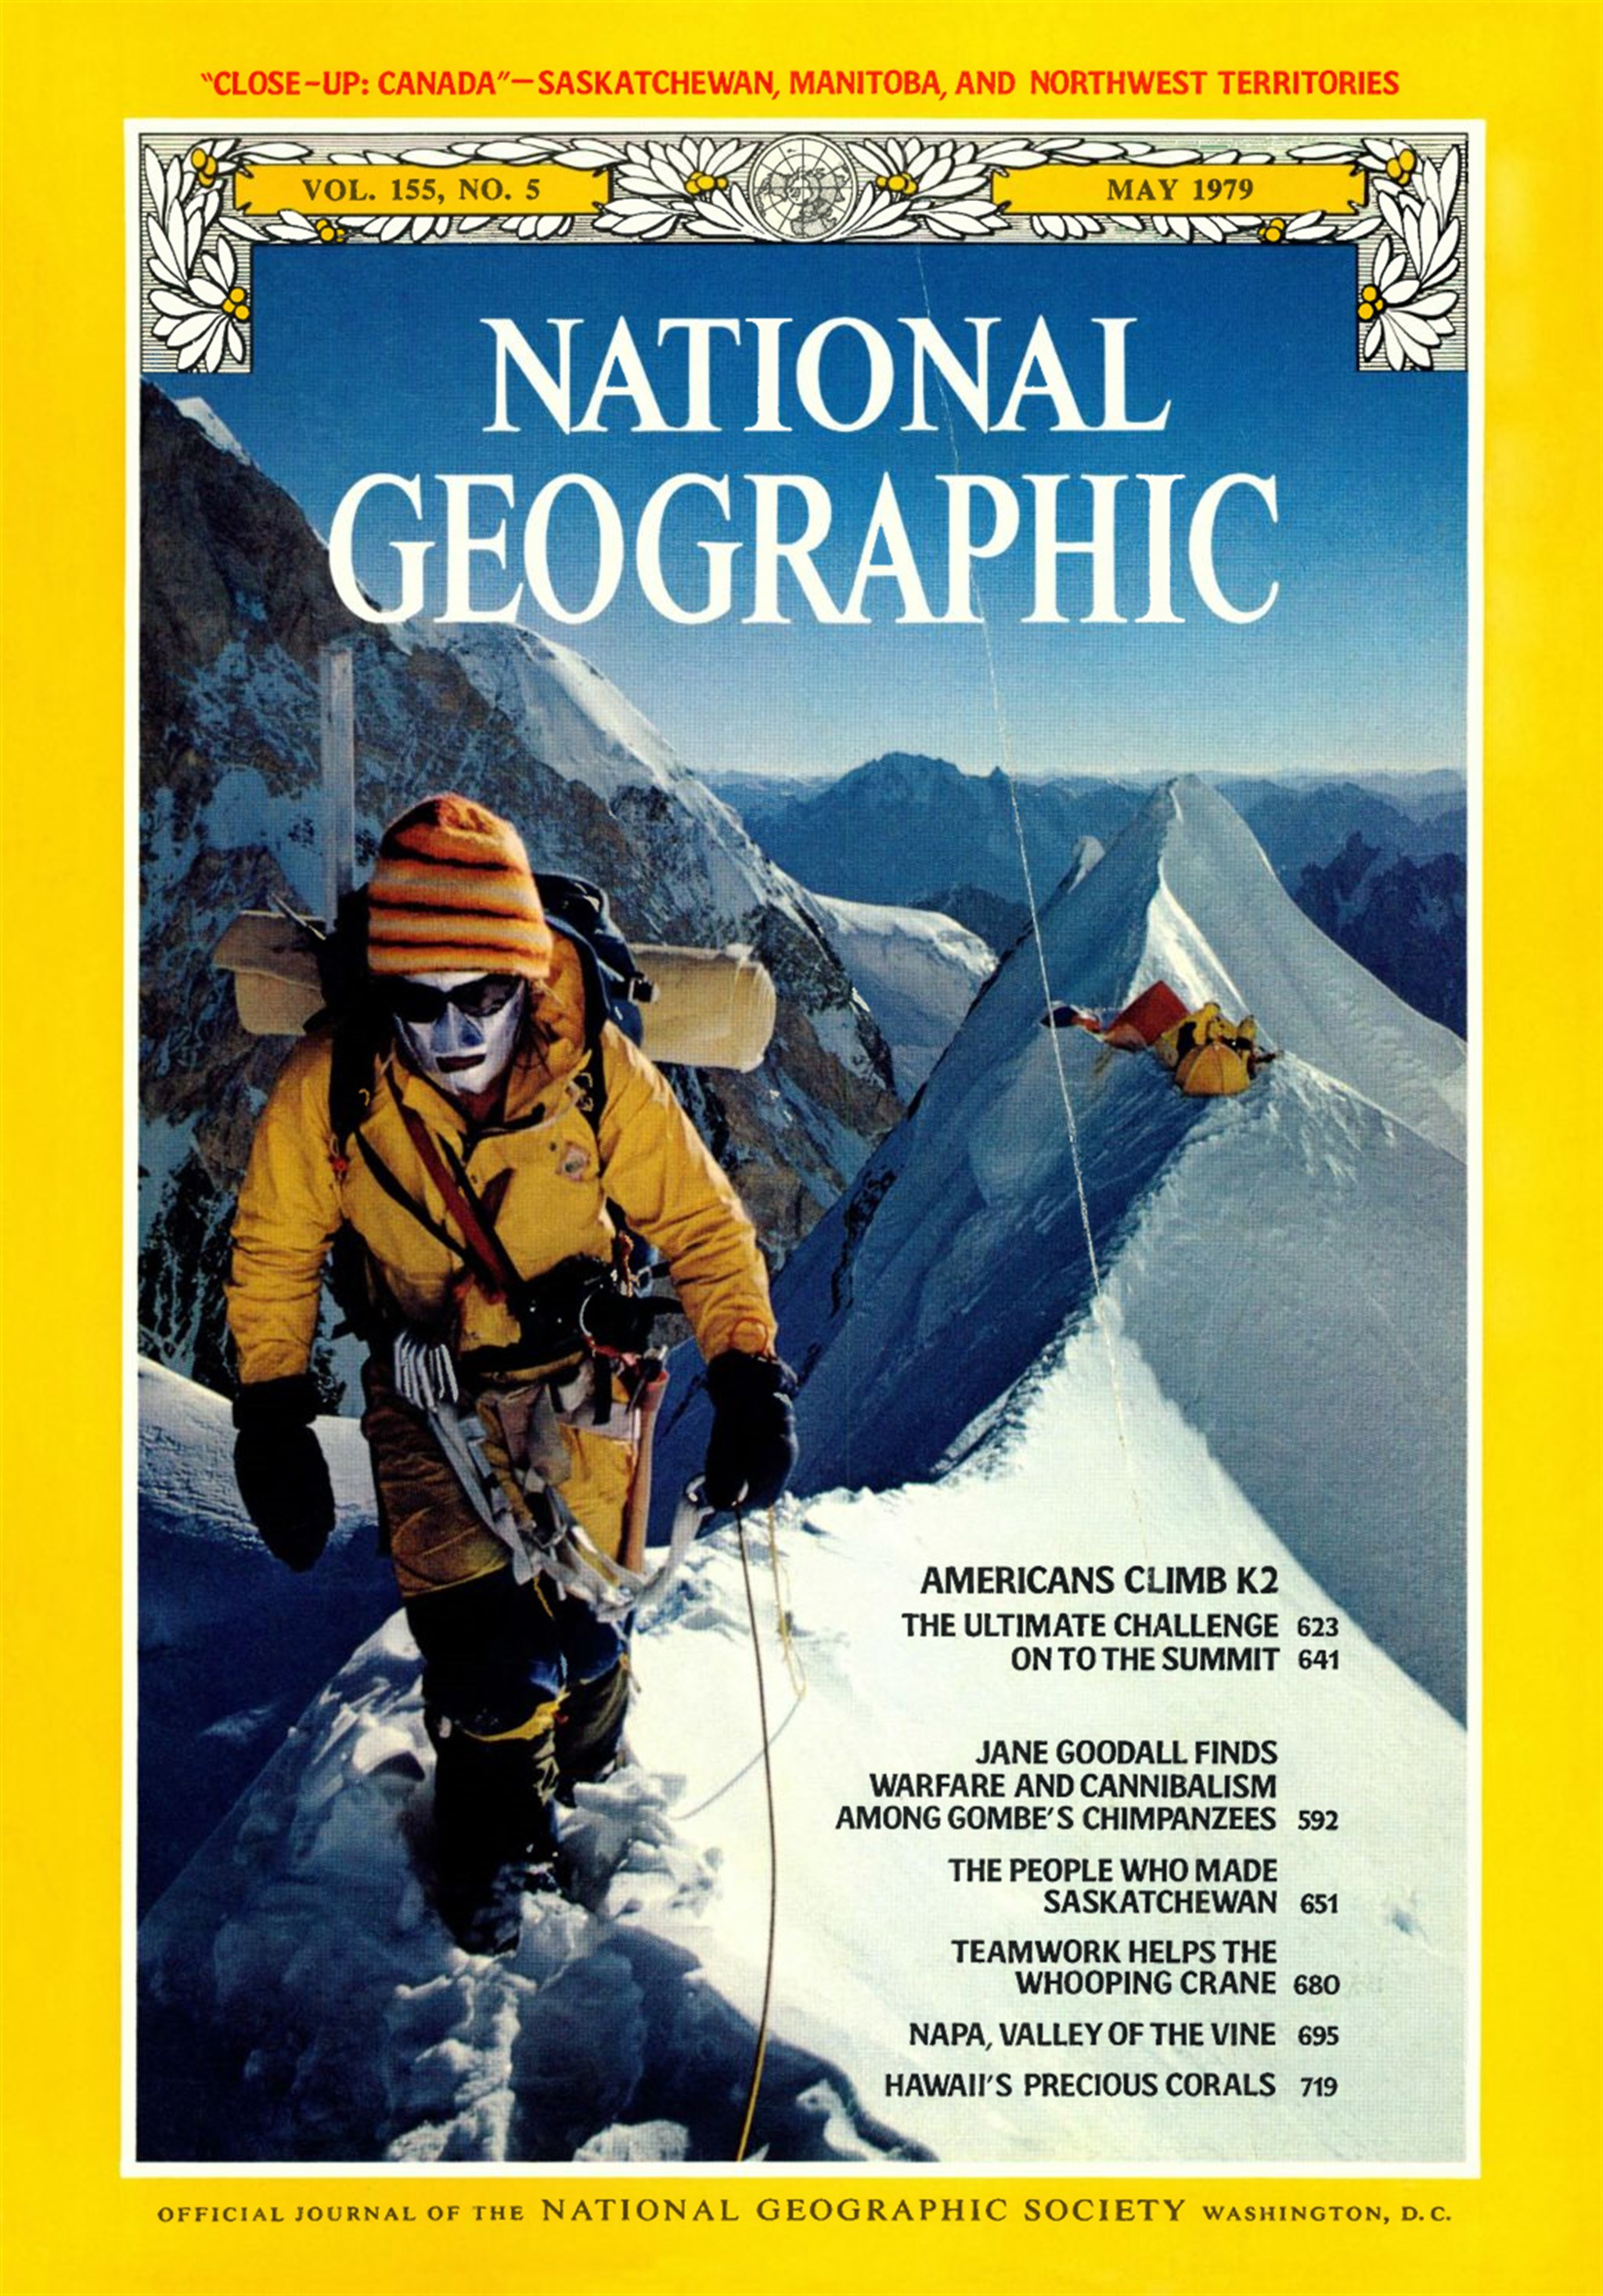 "CLOSE-UP: CANADA"—SASKATCHEWAN, MANITOBA, AND NORTHWEST TERRITORIES
VOL. 155, NO. 5
MAY 1979
NATIONAL
GEOGRAPHIC
AMERICANS CLIMB K2
THE ULTIMATE CHALLENGE 623
ON TO THE SUMMIT 641
JANE GOODALL FINDS
WARFARE AND CANNIBALISM
AMONG GOMBE'S CHIMPANZEES 592
THE PEOPLE WHO MADE
SASKATCHEWAN 651
TEAMWORK HELPS THE
WHOOPING CRANE 680
NAPA, VALLEY OF THE VINE 695
HAWAII'S PRECIOUS CORALS 719
OFFICIAL JOURNAL OF THE NATIONAL GEOGRAPHIC SOCIETY WASHINGTON, D.C.